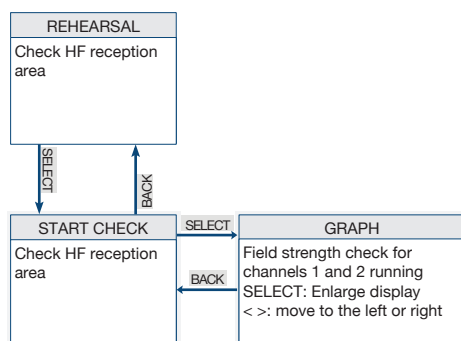 REHEARSAL
Check HF reception
area
SELECT
BACK
START CHECK
Check HF reception
area
SELECT
BACK
GRAPH
Field strength check for
channels 1 and 2 running
SELECT: Enlarge display
< >: move to the left or right